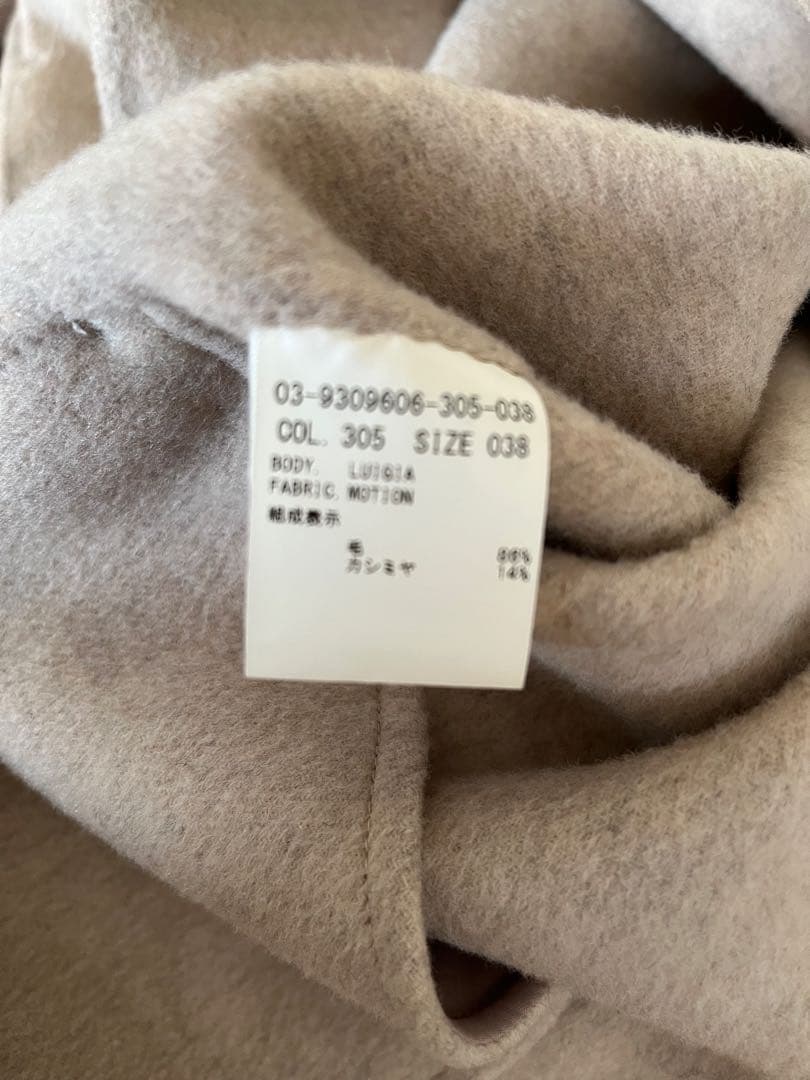 03-9309606-305-038
COL. 305 SIZE 038
BODY. LUIGIA
FABRIC. MOTION
組成表示
毛 86%
カシミヤ 14%